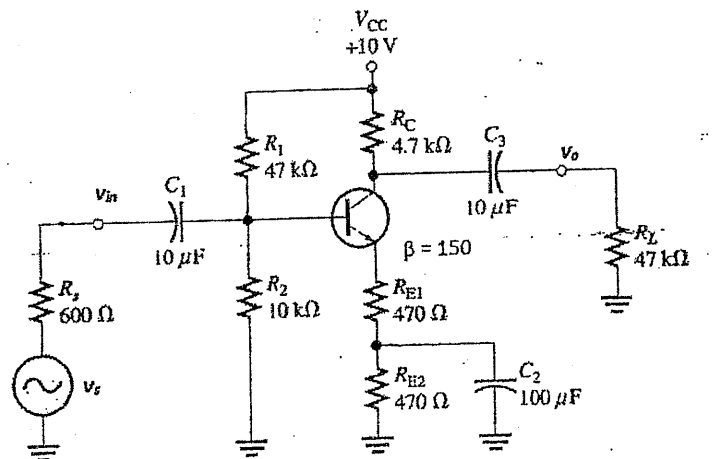 V_CC
+10 V
R_1
47 kΩ
R_C
4.7 kΩ
C_3
10 μF
v_o
v_in
C_1
10 μF
β = 150
R_L
47 kΩ
R_s
600 Ω
R_2
10 kΩ
R_E1
470 Ω
R_E2
470 Ω
C_2
100 μF
v_s